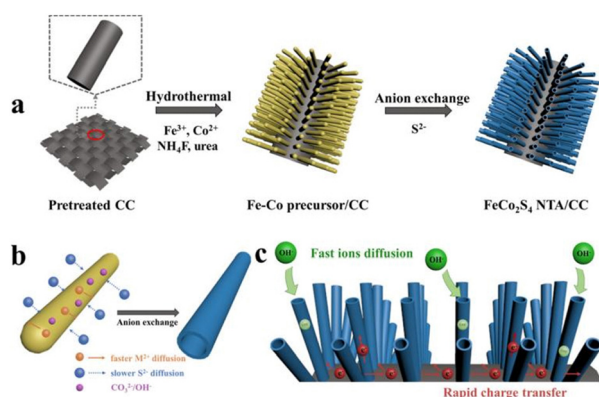 a
Hydrothermal
Fe³⁺, Co²⁺
NH₄F, urea
Anion exchange
S²⁻
Pretreated CC
Fe-Co precursor/CC
FeCo₂S₄ NTA/CC
b
Anion exchange
faster M²⁺ diffusion
slower S²⁻ diffusion
CO₃²⁻/OH⁻
c
Fast ions diffusion
OH⁻
OH⁻
OH⁻
Rapid charge transfer